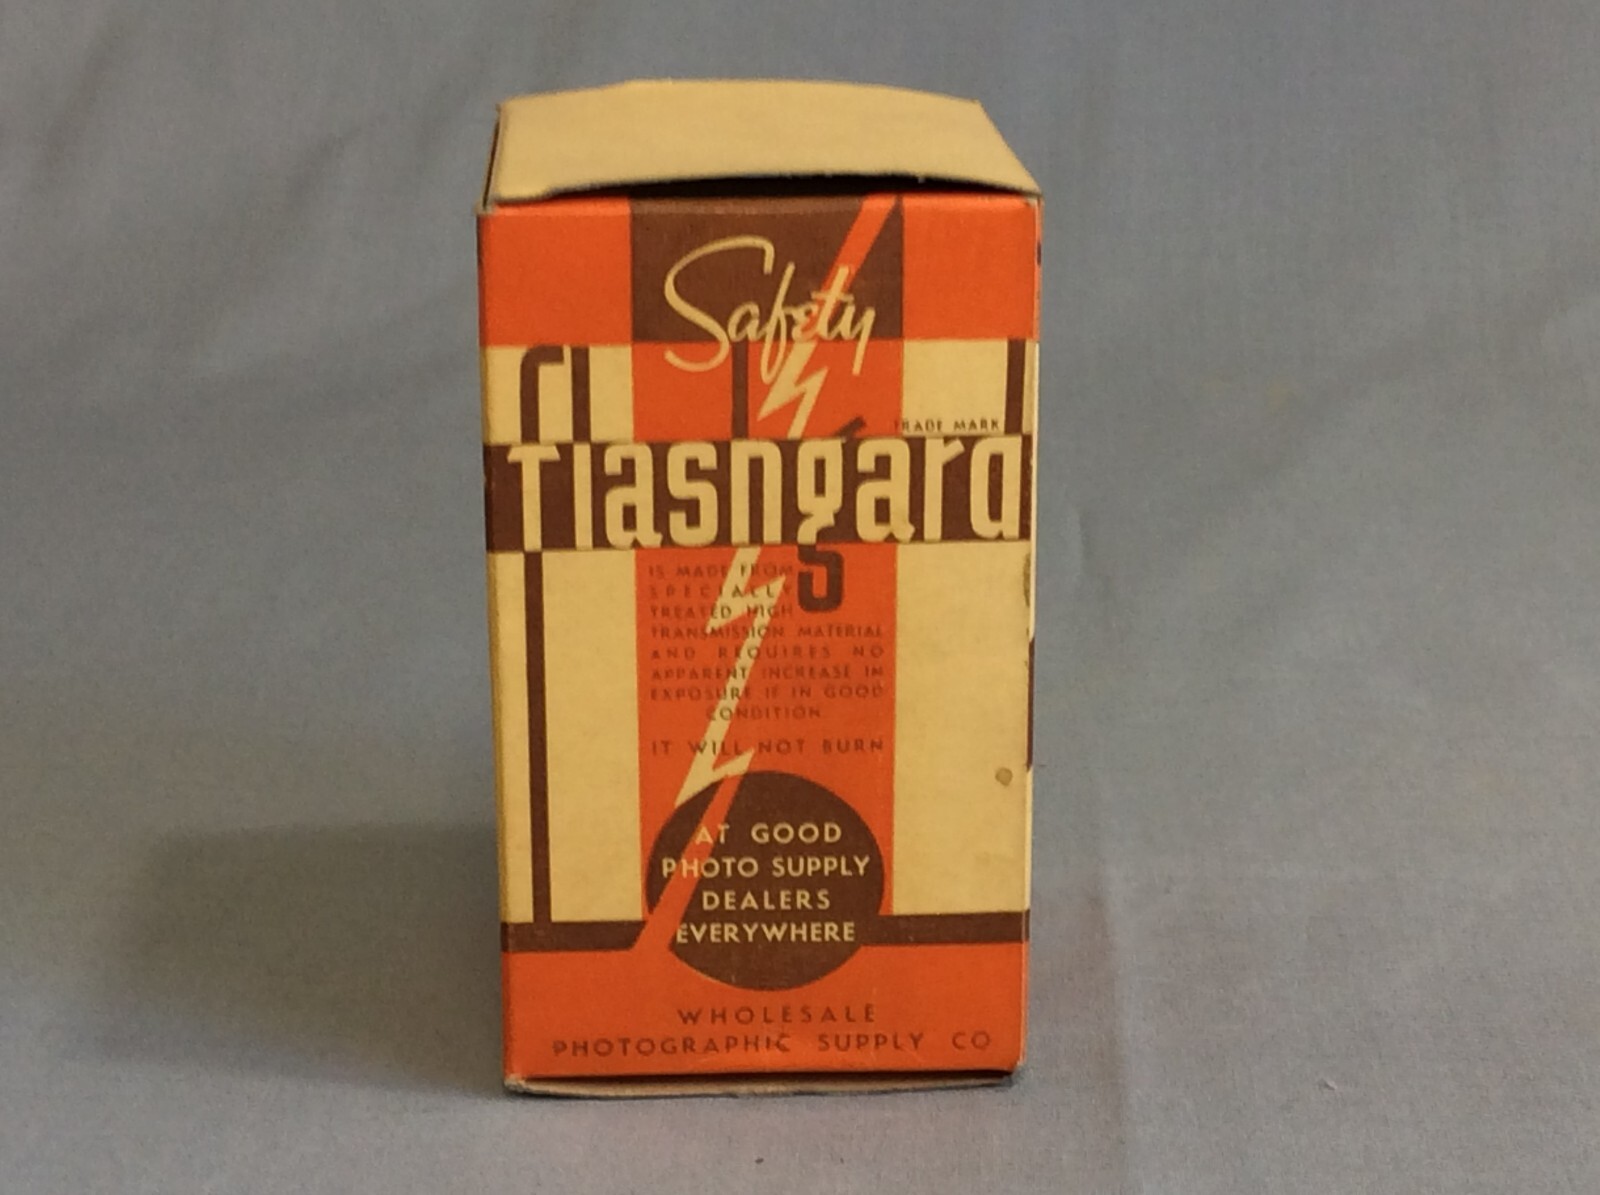 Safety
TRADE MARK
flashgard
IS MADE FROM
SPECIALLY
TREATED HIGH
TRANSMISSION MATERIAL
AND REQUIRES NO
APPARENT INCREASE IN
EXPOSURE IF IN GOOD
CONDITION.
IT WILL NOT BURN
AT GOOD
PHOTO SUPPLY
DEALERS
EVERYWHERE
WHOLESALE
PHOTOGRAPHIC SUPPLY CO